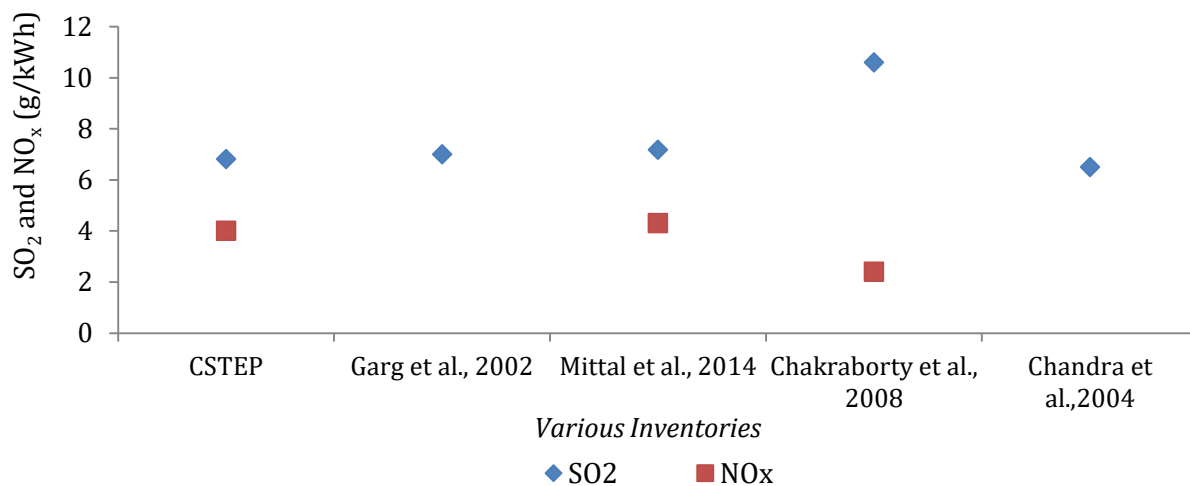 SO₂ and NOₓ (g/kWh)
12
10
8
6
4
2
0
CSTEP
Garg et al., 2002
Mittal et al., 2014
Chakraborty et al.,
2008
Chandra et
al.,2004
Various Inventories
SO2
NOx